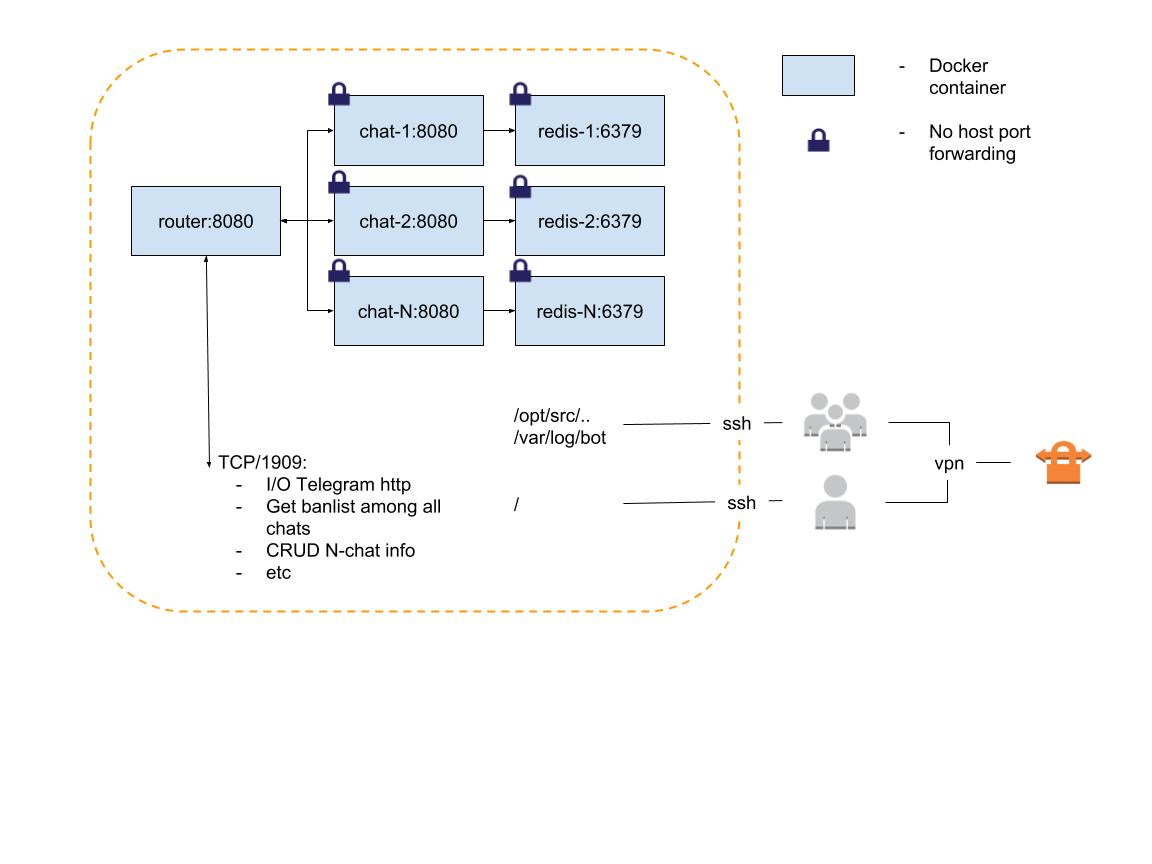 chat-1:8080
redis-1:6379
router:8080
chat-2:8080
redis-2:6379
chat-N:8080
redis-N:6379
- Docker
container
- No host port
forwarding
/opt/src/..
/var/log/bot
ssh
vpn
/
ssh
TCP/1909:
- I/O Telegram http
- Get banlist among all
chats
- CRUD N-chat info
- etc